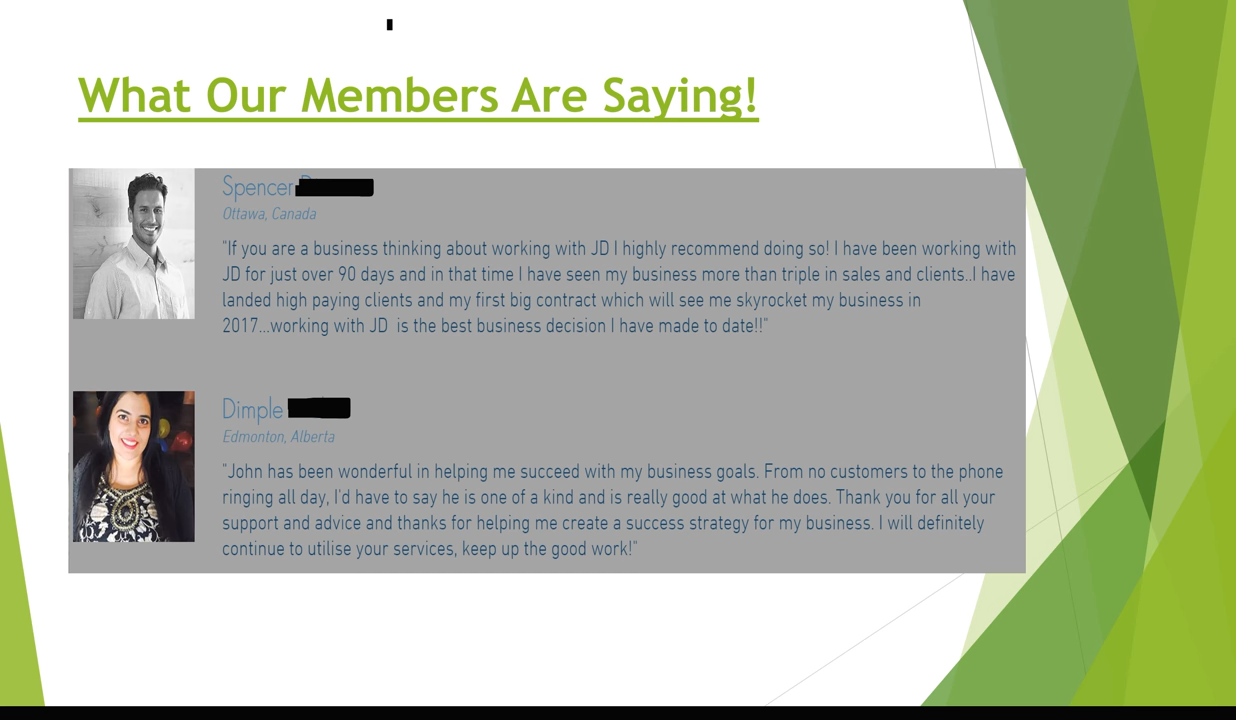 What Our Members Are Saying!
Spencer
Ottawa, Canada
"If you are a business thinking about working with JD I highly recommend doing so! I have been working with
JD for just over 90 days and in that time I have seen my business more than triple in sales and clients..I have
landed high paying clients and my first big contract which will see me skyrocket my business in
2017...working with JD is the best business decision I have made to date!!"
Dimple
Edmonton, Alberta
"John has been wonderful in helping me succeed with my business goals. From no customers to the phone
ringing all day, I'd have to say he is one of a kind and is really good at what he does. Thank you for all your
support and advice and thanks for helping me create a success strategy for my business. I will definitely
continue to utilise your services, keep up the good work!"